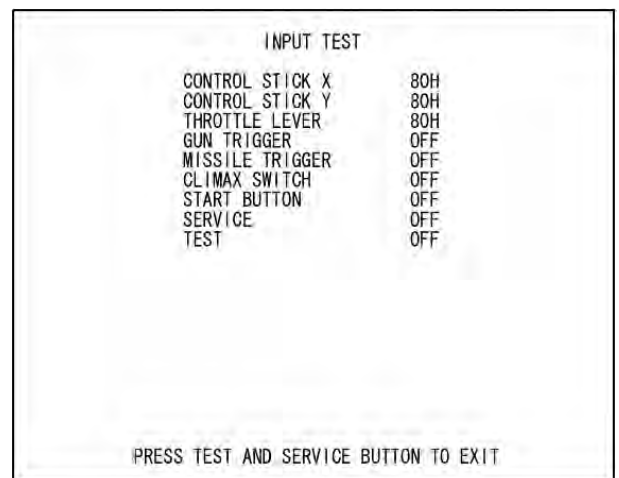 INPUT TEST
CONTROL STICK X 80H
CONTROL STICK Y 80H
THROTTLE LEVER 80H
GUN TRIGGER OFF
MISSILE TRIGGER OFF
CLIMAX SWITCH OFF
START BUTTON OFF
SERVICE OFF
TEST OFF
PRESS TEST AND SERVICE BUTTON TO EXIT